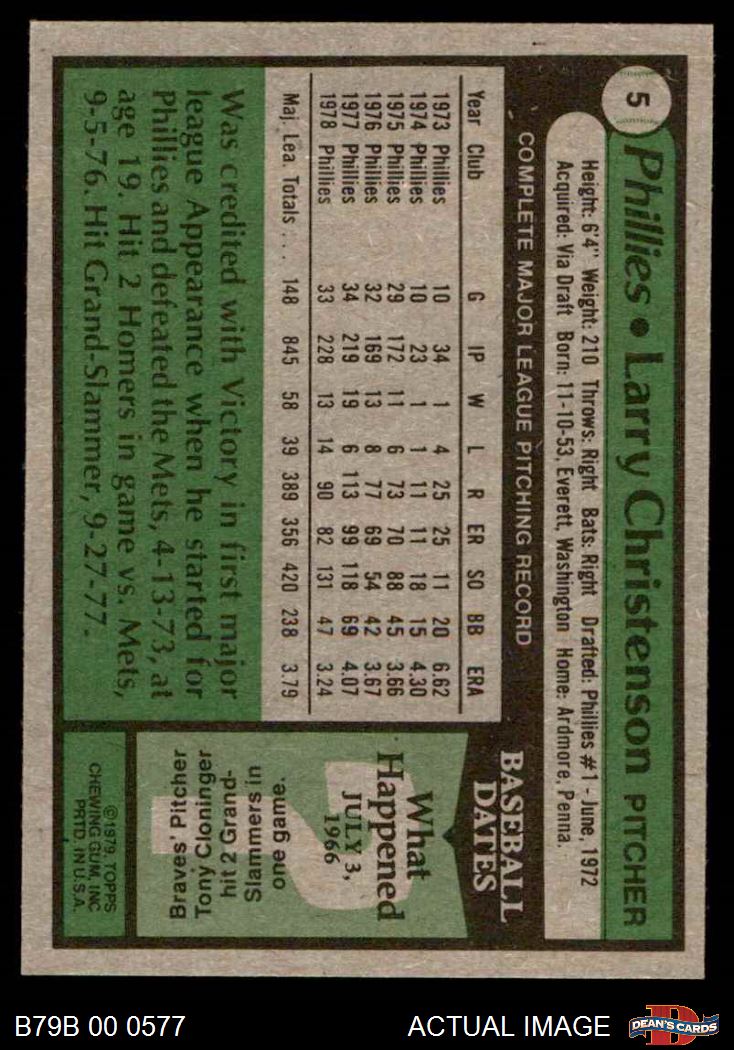 5
Phillies • Larry Christenson PITCHER
Height: 6'4" Weight: 210 Throws: Right Bats: Right Drafted: Phillies #1 - June, 1972
Acquired: Via Draft Born: 11-10-53, Everett, Washington Home: Ardmore, Penna.
COMPLETE MAJOR LEAGUE PITCHING RECORD
Year Club G IP W L R ER SO BB ERA
1973 Phillies 10 34 1 4 25 25 11 20 6.62
1974 Phillies 10 23 1 1 11 11 18 15 4.30
1975 Phillies 29 172 11 6 73 70 88 45 3.66
1976 Phillies 32 169 13 8 77 69 54 42 3.67
1977 Phillies 34 219 19 6 113 99 118 69 4.07
1978 Phillies 33 228 13 14 90 82 131 47 3.24
Maj. Lea. Totals . . . 148 845 58 39 389 356 420 238 3.79
Was credited with Victory in first major
league Appearance when he started for
Phillies and defeated the Mets, 4-13-73, at
age 19. Hit 2 Homers in game vs. Mets,
9-5-76. Hit Grand-Slammer, 9-27-77.
BASEBALL
DATES
What
Happened
JULY 3,
1966
?
Braves' Pitcher
Tony Cloninger
hit 2 Grand-
Slammers in
one game.
©1979, TOPPS
CHEWING GUM, INC
PRTD. IN U.S.A.
B79B 00 0577 ACTUAL IMAGE
D
DEAN'S CARDS